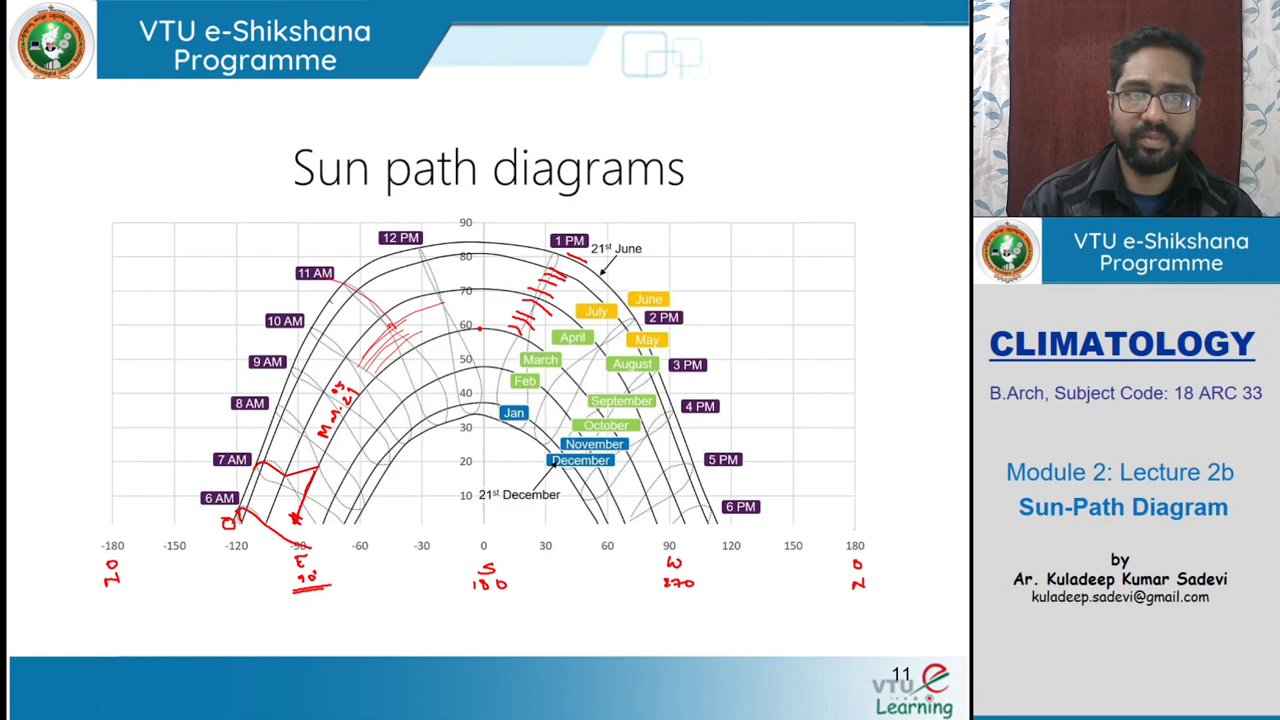 VTU e-Shikshana
Programme
Sun path diagrams
90
12 PM
1 PM
21st June
80
11 AM
70
June
July
10 AM
60
2 PM
April
May
9 AM
50
March
August
3 PM
Feb
8 AM
40
September
4 PM
Jan
30
October
November
7 AM
20
December
5 PM
6 AM
10
21st December
6 PM
-180 -150 -120 -90 -60 -30 0 30 60 90 120 150 180
E
S
W
90°
180
270
VTU e-Shikshana
Programme
CLIMATOLOGY
B.Arch, Subject Code: 18 ARC 33
Module 2: Lecture 2b
Sun-Path Diagram
by
Ar. Kuladeep Kumar Sadevi
kuladeep.sadevi@gmail.com
11
VTU e
Learning